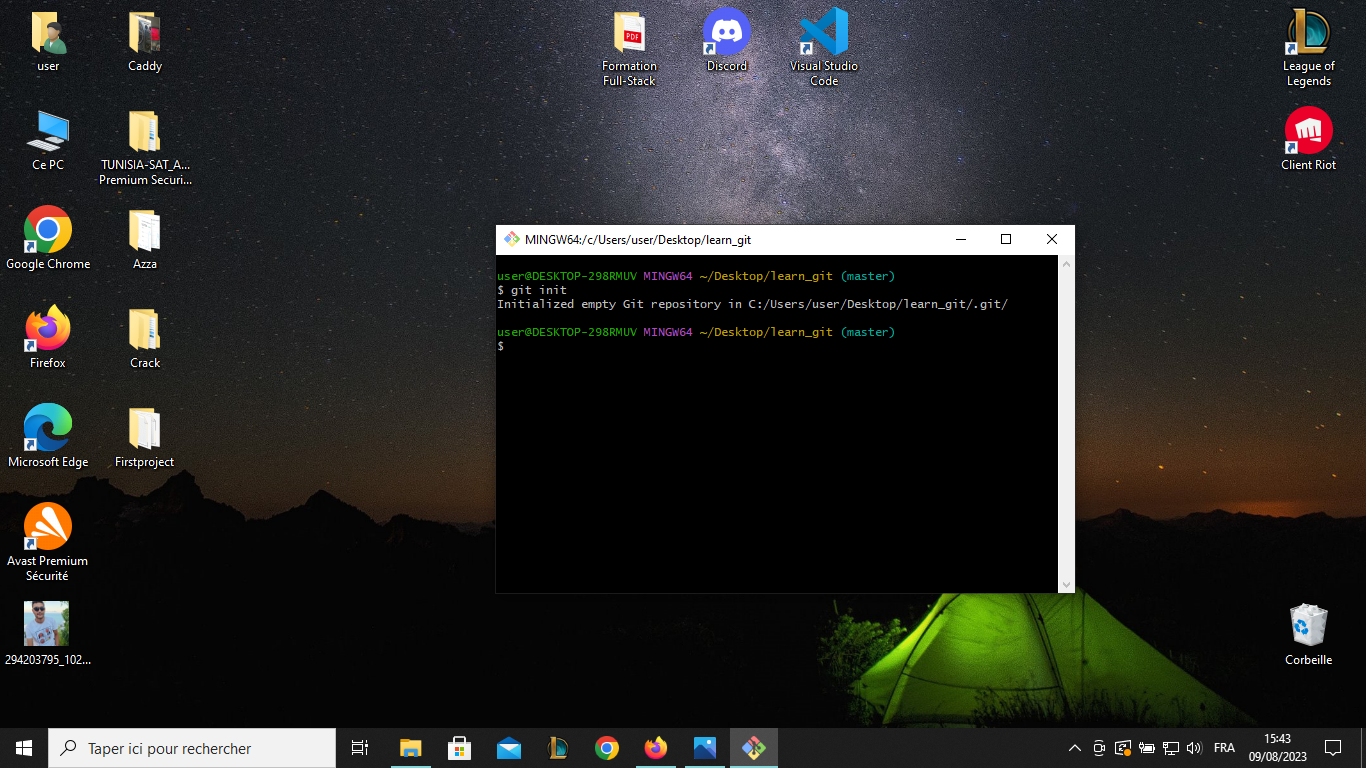 user
Caddy
Formation
Full-Stack
Discord
Visual Studio
Code
League of
Legends
Ce PC
TUNISIA-SAT_A...
Premium Securi...
Client Riot
Google Chrome
Azza
Firefox
Crack
Microsoft Edge
Firstproject
Avast Premium
Sécurité
294203795_102...
PDF
MINGW64:/c/Users/user/Desktop/learn_git
user@DESKTOP-298RMUV MINGW64 ~/Desktop/learn_git (master)
$ git init
Initialized empty Git repository in C:/Users/user/Desktop/learn_git/.git/
user@DESKTOP-298RMUV MINGW64 ~/Desktop/learn_git (master)
$
Corbeille
Taper ici pour rechercher
FRA
15:43
09/08/2023